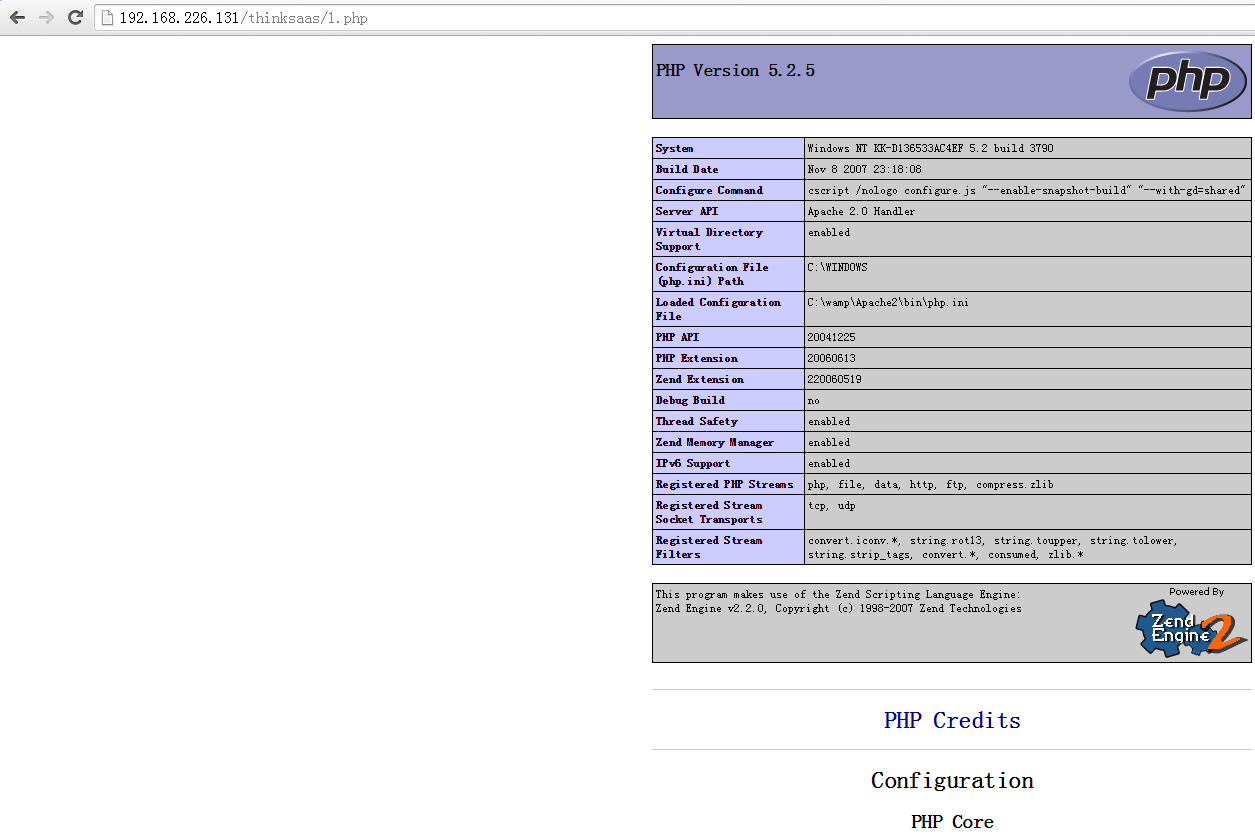 192.168.226.131/thinksaas/1.php
PHP Version 5.2.5
php
System Windows NT KK-D136533AC4EF 5.2 build 3790
Build Date Nov 8 2007 23:18:08
Configure Command cscript /nologo configure.js "--enable-snapshot-build" "--with-gd=shared"
Server API Apache 2.0 Handler
Virtual Directory enabled
Support
Configuration File C:\WINDOWS
(php.ini) Path
Loaded Configuration C:\wamp\Apache2\bin\php.ini
File
PHP API 20041225
PHP Extension 20060613
Zend Extension 220060519
Debug Build no
Thread Safety enabled
Zend Memory Manager enabled
IPv6 Support enabled
Registered PHP Streams php, file, data, http, ftp, compress.zlib
Registered Stream tcp, udp
Socket Transports
Registered Stream convert.iconv.*, string.rot13, string.toupper, string.tolower,
Filters string.strip_tags, convert.*, consumed, zlib.*
This program makes use of the Zend Scripting Language Engine:
Zend Engine v2.2.0, Copyright (c) 1998-2007 Zend Technologies
Powered By
Zend
Engine 2
PHP Credits
Configuration
PHP Core